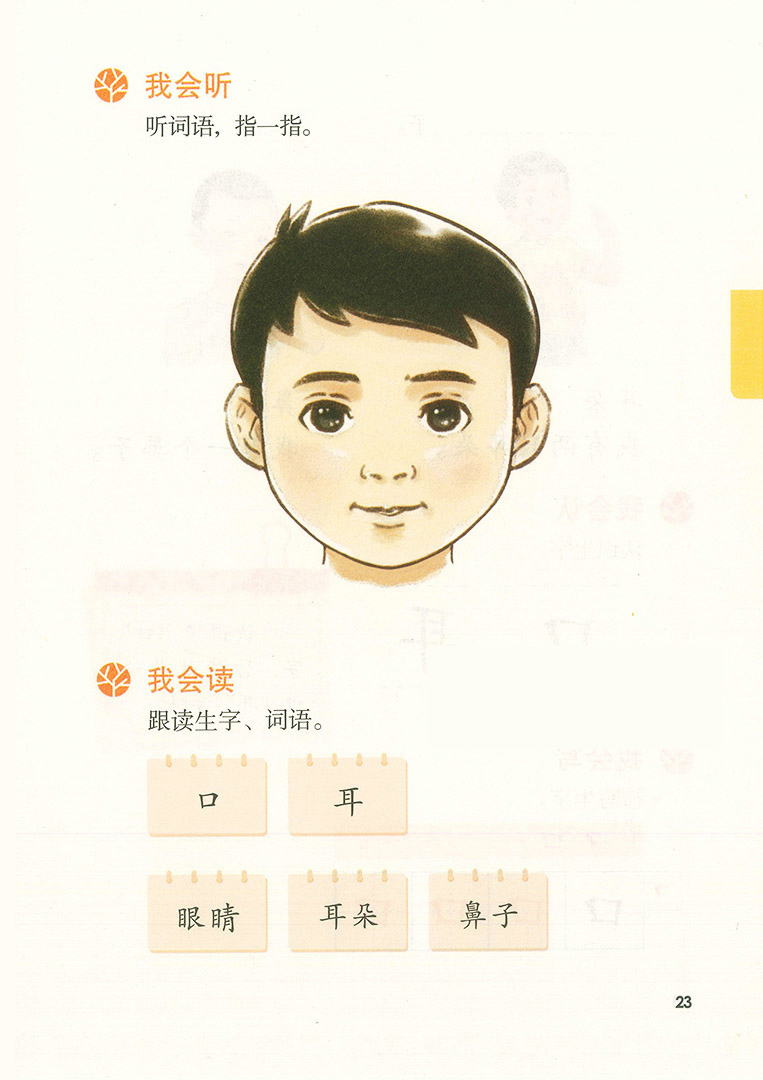 我会听
听词语，指一指。
我会读
跟读生字、词语。
口 耳
眼睛 耳朵 鼻子
23